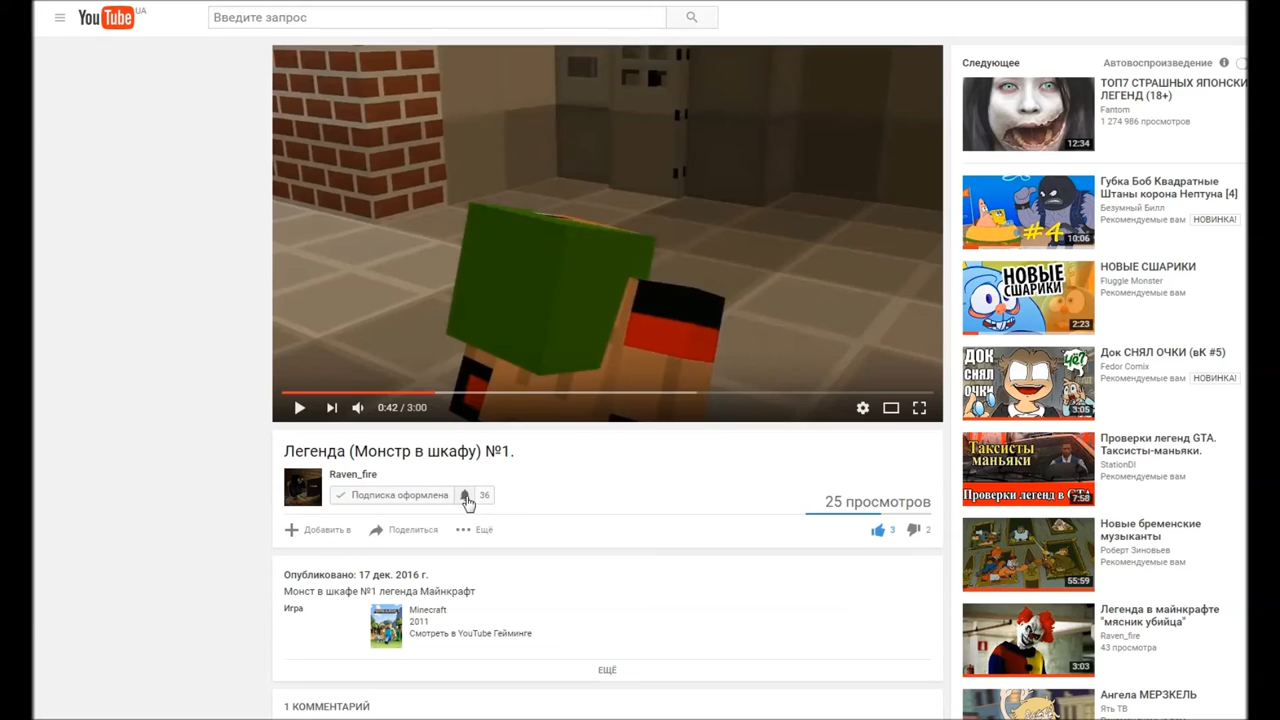 YouTube UA
Введите запрос
0:42 / 3:00
Легенда (Монстр в шкафу) №1.
Raven_fire
Подписка оформлена 36
25 просмотров
Добавить в Поделиться Ещё
3 2
Опубликовано: 17 дек. 2016 г.
Монст в шкафе №1 легенда Майнкрафт
Игра
Minecraft
2011
Смотреть в YouTube Гейминге
ЕЩЁ
1 КОММЕНТАРИЙ
Следующее
Автовоспроизведение
12:34
ТОП7 СТРАШНЫХ ЯПОНСКИ
ЛЕГЕНД (18+)
Fantom
1 274 986 просмотров
#4
10:06
Губка Боб Квадратные
Штаны корона Нептуна [4]
Безумный Билл
Рекомендуемые вам НОВИНКА!
НОВЫЕ
СШАРИКИ
2:23
НОВЫЕ СШАРИКИ
Fluggle Monster
Рекомендуемые вам
ДОК
СНЯЛ
ОЧКИ
ЧЁ?
3:05
Док СНЯЛ ОЧКИ (вК #5)
Fedor Comix
Рекомендуемые вам НОВИНКА!
Таксисты
маньяки
Проверки легенд в
7:58
Проверки легенд GTA.
Таксисты-маньяки.
StationDI
Рекомендуемые вам
55:59
Новые бременские
музыканты
Роберт Зиновьев
Рекомендуемые вам
3:03
Легенда в майнкрафте
"мясник убийца"
Raven_fire
43 просмотра
Ангела МЕРЗКЕЛЬ
Ять ТВ